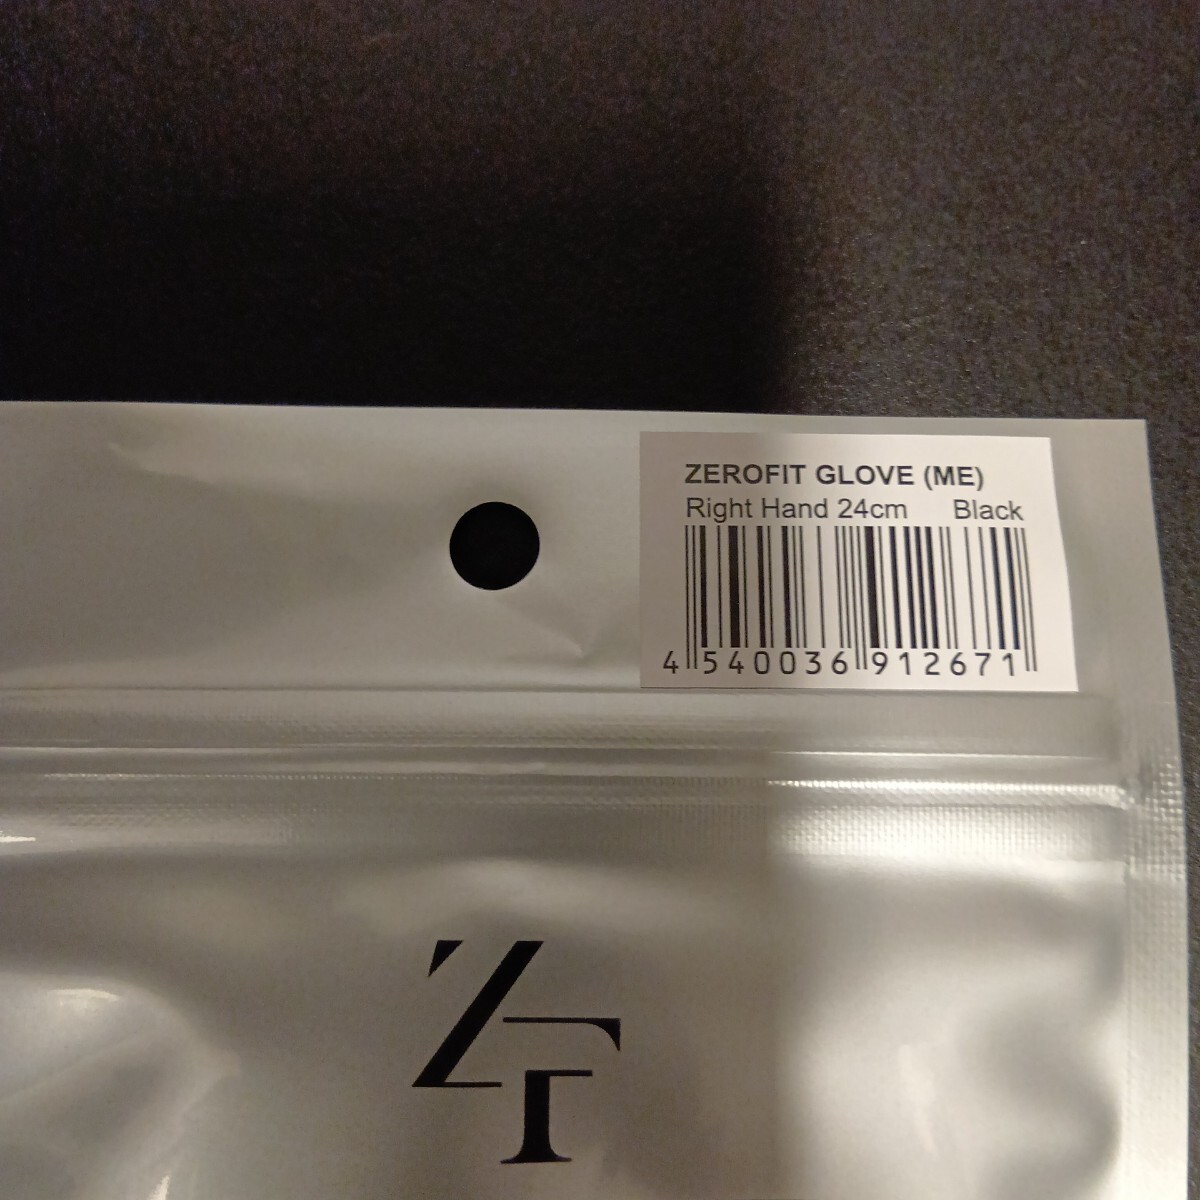 ZEROFIT GLOVE (ME)
Right Hand 24cm Black
4 540036 912671
ZF